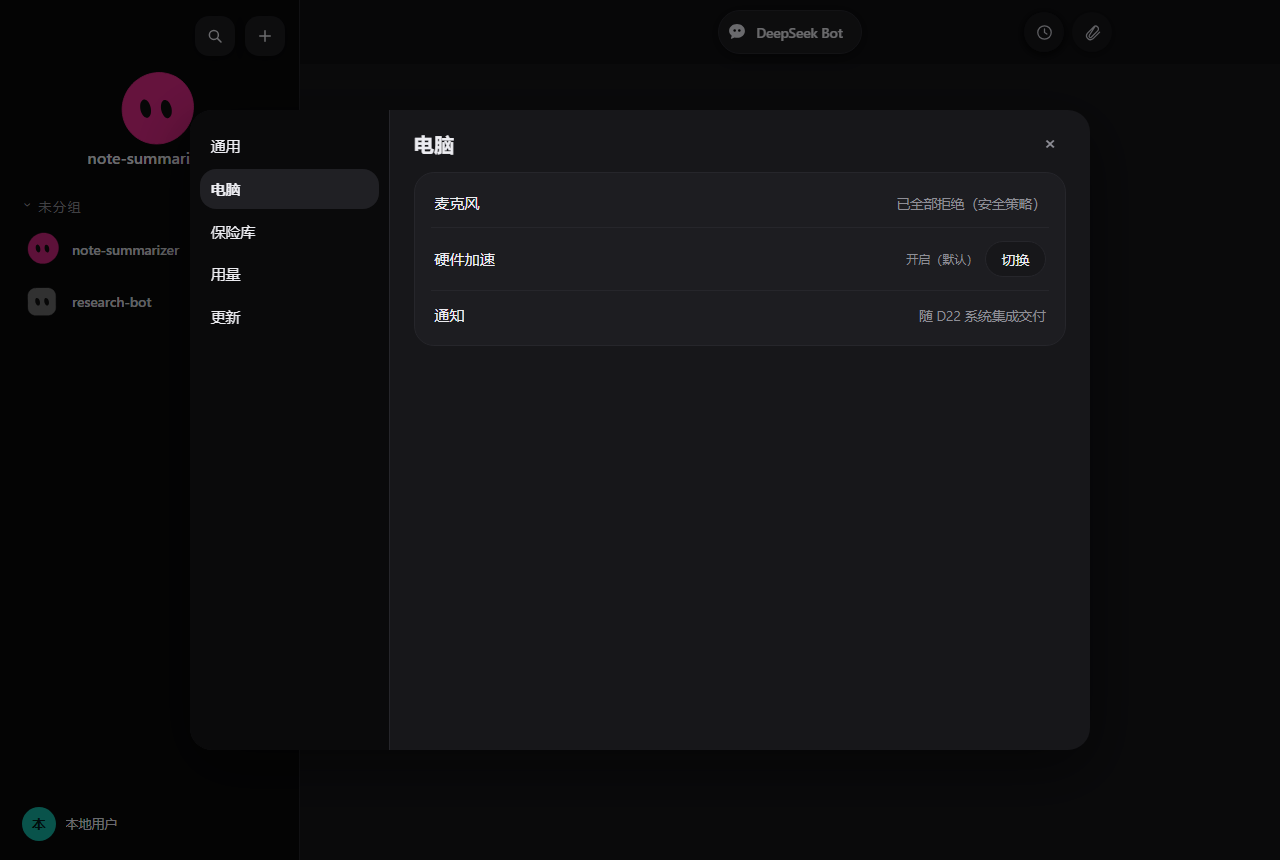 DeepSeek Bot
note-summari
未分组
note-summarizer
research-bot
本
本地用户
通用
电脑
保险库
用量
更新
电脑
×
麦克风
已全部拒绝（安全策略）
硬件加速
开启（默认）
切换
通知
随 D22 系统集成交付